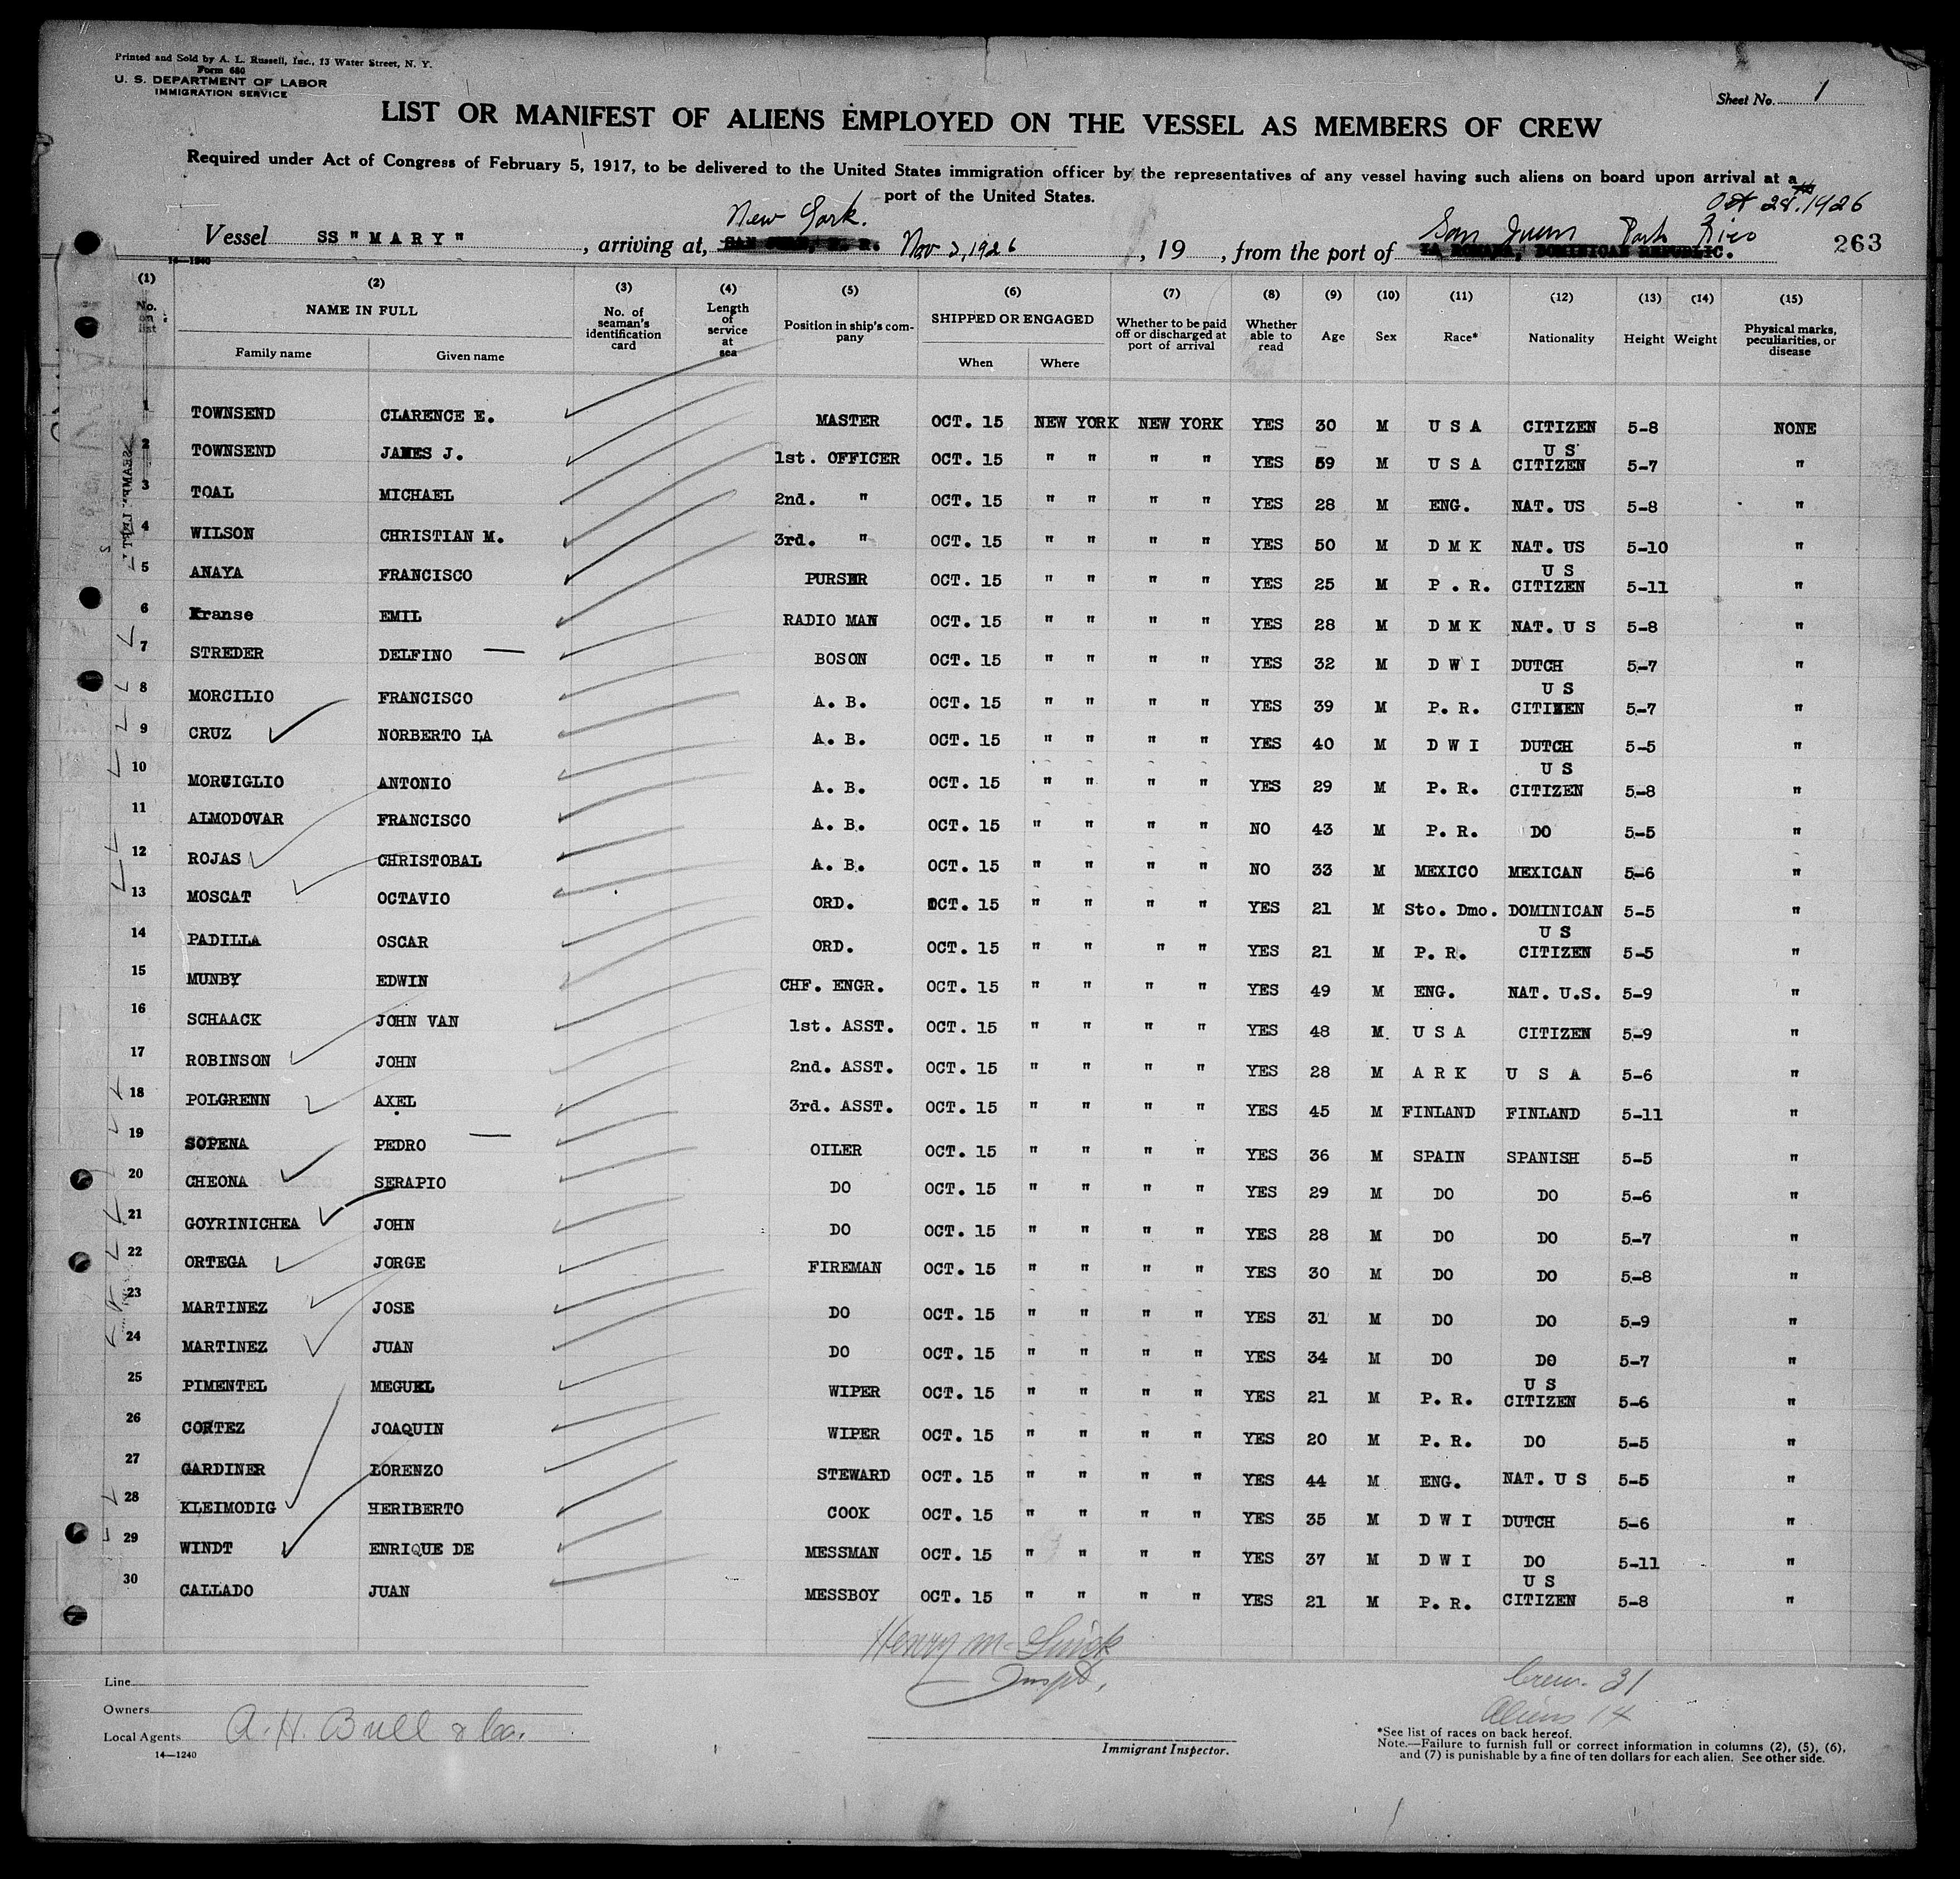 Printed and Sold by A. L. Russell, Inc., 13 Water Street, N. Y.
Form 680
U. S. DEPARTMENT OF LABOR
IMMIGRATION SERVICE
Sheet No. 1
LIST OR MANIFEST OF ALIENS EMPLOYED ON THE VESSEL AS MEMBERS OF CREW
Required under Act of Congress of February 5, 1917, to be delivered to the United States immigration officer by the representatives of any vessel having such aliens on board upon arrival at a
port of the United States.
Oct 28th, 1926
New York.
San Juan Porto Rico
Vessel SS "MARY", arriving at, SAN JUAN, P. R. Nov 2, 1926, 19 , from the port of LA ROMANA, DOMINICAN REPUBLIC. 263
14—1240
(1) (2) (3) (4) (5) (6) (7) (8) (9) (10) (11) (12) (13) (14) (15)
No. on list NAME IN FULL Family name Given name No. of seaman's identification card Length of service at sea Position in ship's company SHIPPED OR ENGAGED When Where Whether to be paid off or discharged at port of arrival Whether able to read Age Sex Race* Nationality Height Weight Physical marks, peculiarities, or disease
1 TOWNSEND CLARENCE E. MASTER OCT. 15 NEW YORK NEW YORK YES 30 M U S A CITIZEN 5-8 NONE
2 TOWNSEND JAMES J. 1st. OFFICER OCT. 15 " " " " YES 59 M U S A US CITIZEN 5-7 "
3 TOAL MICHAEL 2nd. " OCT. 15 " " " " YES 28 M ENG. NAT. US 5-8 "
4 WILSON CHRISTIAN M. 3rd. " OCT. 15 " " " " YES 50 M D M K NAT. US 5-10 "
5 ANAYA FRANCISCO PURSER OCT. 15 " " " " YES 25 M P . R. U S CITIZEN 5-11 "
6 Kranse EMIL RADIO MAN OCT. 15 " " " " YES 28 M D M K NAT. U S 5-8 "
7 STREDER DELFINO BOSON OCT. 15 " " " " YES 32 M D W I DUTCH 5-7 "
8 MORCILIO FRANCISCO A. B. OCT. 15 " " " " YES 39 M P. R. U S CITIZEN 5-7 "
9 CRUZ NORBERTO LA A. B. OCT. 15 " " " " YES 40 M D W I DUTCH 5-5 "
10 MORCIGLIO ANTONIO A. B. OCT. 15 " " " " YES 29 M P. R. U S CITIZEN 5-8 "
11 ALMODOVAR FRANCISCO A. B. OCT. 15 " " " " NO 43 M P. R. DO 5-5 "
12 ROJAS CHRISTOBAL A. B. OCT. 15 " " " " NO 33 M MEXICO MEXICAN 5-6 "
13 MOSCAT OCTAVIO ORD. OCT. 15 " " " " YES 21 M Sto. Dmo. DOMINICAN 5-5 "
14 PADILLA OSCAR ORD. OCT. 15 " " " " YES 21 M P. R. U S CITIZEN 5-5 "
15 MUNBY EDWIN CHF. ENGR. OCT. 15 " " " " YES 49 M ENG. NAT. U.S. 5-9 "
16 SCHAACK JOHN VAN 1st. ASST. OCT. 15 " " " " YES 48 M. U S A CITIZEN 5-9 "
17 ROBINSON JOHN 2nd. ASST. OCT. 15 " " " " YES 28 M A R K U S A 5-6 "
18 POLGRENN AXEL 3rd. ASST. OCT. 15 " " " " YES 45 M FINLAND FINLAND 5-11 "
19 SOPENA PEDRO OILER OCT. 15 " " " " YES 36 M SPAIN SPANISH 5-5 "
20 CHEONA SERAPIO DO OCT. 15 " " " " YES 29 M DO DO 5-6 "
21 GOYRINICHEA JOHN DO OCT. 15 " " " " YES 28 M DO DO 5-7 "
22 ORTEGA JORGE FIREMAN OCT. 15 " " " " YES 30 M DO DO 5-8 "
23 MARTINEZ JOSE DO OCT. 15 " " " " YES 31 M DO DO 5-9 "
24 MARTINEZ JUAN DO OCT. 15 " " " " YES 34 M DO DO 5-7 "
25 PIMENTEL MEGUEL WIPER OCT. 15 " " " " YES 21 M P. R. U S CITIZEN 5-6 "
26 CORTEZ JOAQUIN WIPER OCT. 15 " " " " YES 20 M P. R. DO 5-5 "
27 GARDINER LORENZO STEWARD OCT. 15 " " " " YES 44 M ENG. NAT. U S 5-5 "
28 KLEIMODIG HERIBERTO COOK OCT. 15 " " " " YES 35 M D W I DUTCH 5-6 "
29 WINDT ENRIQUE DE MESSMAN OCT. 15 " " " " YES 37 M D W I DO 5-11 "
30 CALLADO JUAN MESSBOY OCT. 15 " " " " YES 21 M P. R. U S CITIZEN 5-8 "
Henry Mc
Inspt,
Crew. 31
Aliens 14
Line
Owners
Local Agents A. H. Bull & Co.
14—1240
Immigrant Inspector.
*See list of races on back hereof.
Note.—Failure to furnish full or correct information in columns (2), (5), (6),
and (7) is punishable by a fine of ten dollars for each alien. See other side.